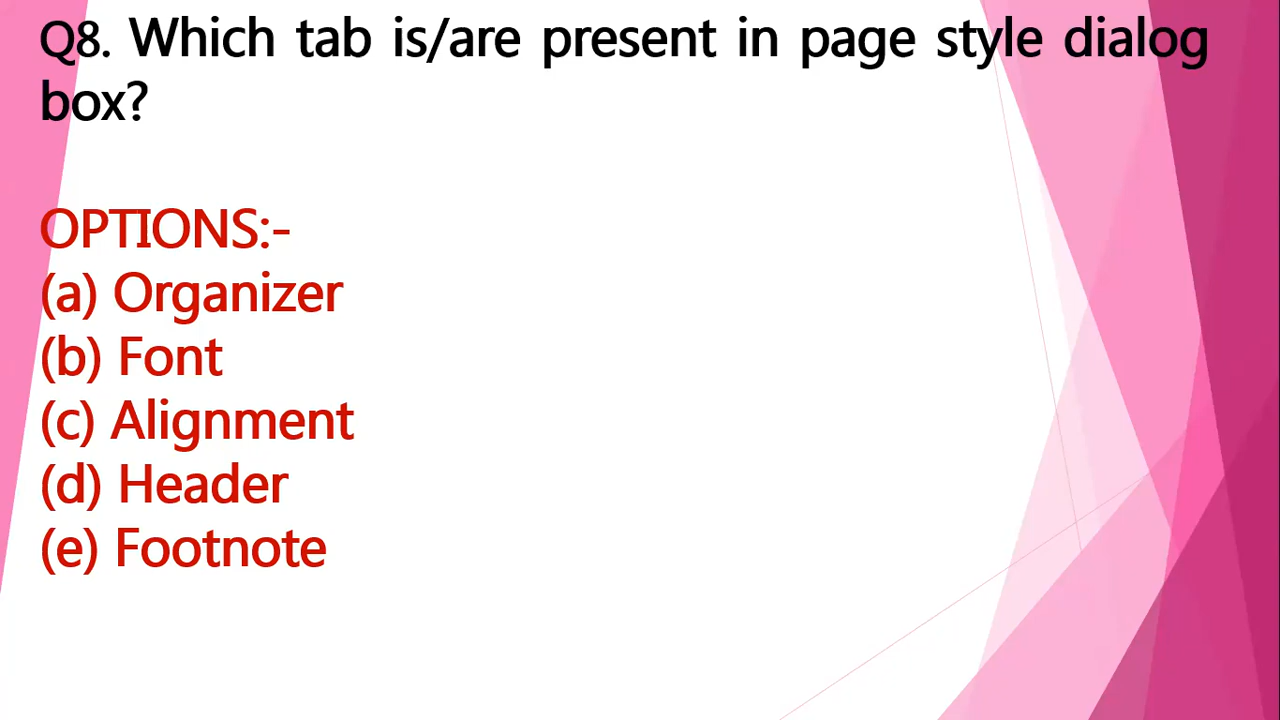 Q8. Which tab is/are present in page style dialog
box?
OPTIONS:-
(a) Organizer
(b) Font
(c) Alignment
(d) Header
(e) Footnote